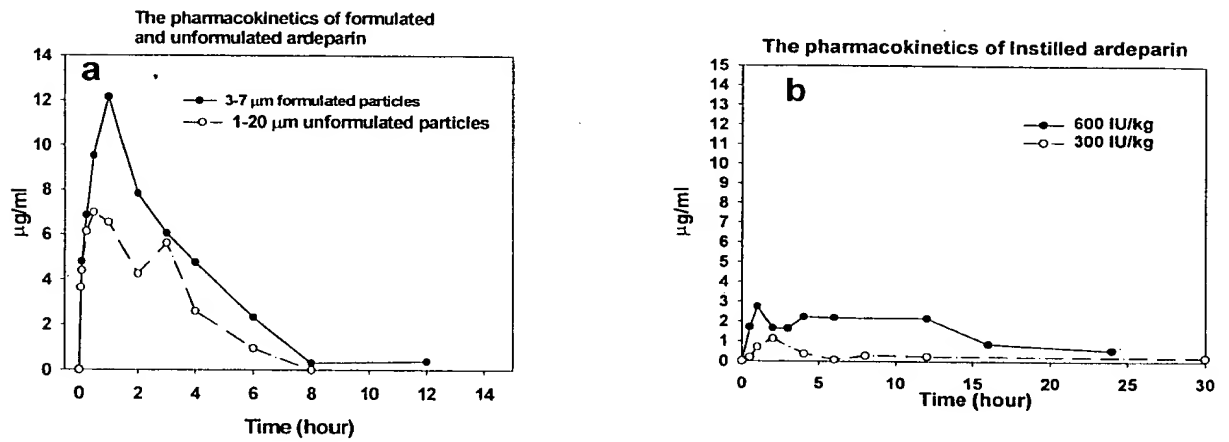 The pharmacokinetics of formulated
and unformulated ardeparin
a
3-7 µm formulated particles
1-20 µm unformulated particles
14
12
10
8
6
4
2
0
µg/ml
0 2 4 6 8 10 12 14
Time (hour)
The pharmacokinetics of Instilled ardeparin
b
600 IU/kg
300 IU/kg
15
14
13
12
11
10
9
8
7
6
5
4
3
2
1
0
µg/ml
0 5 10 15 20 25 30
Time (hour)